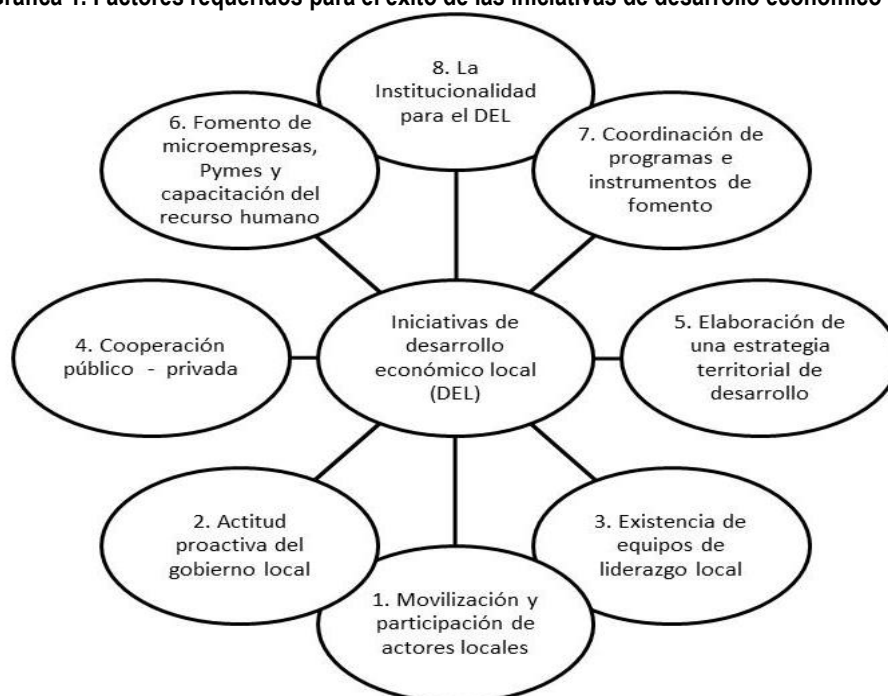 Gráfica 1. Factores requeridos para el éxito de las iniciativas de desarrollo económico
8. La
Institucionalidad
para el DEL
6. Fomento de
microempresas,
Pymes y
capacitación del
recurso humano
7. Coordinación de
programas e
instrumentos de
fomento
4. Cooperación
público - privada
Iniciativas de
desarrollo
económico local
(DEL)
5. Elaboración de
una estrategia
territorial de
desarrollo
2. Actitud
proactiva del
gobierno local
3. Existencia de
equipos de
liderazgo local
1. Movilización y
participación de
actores locales